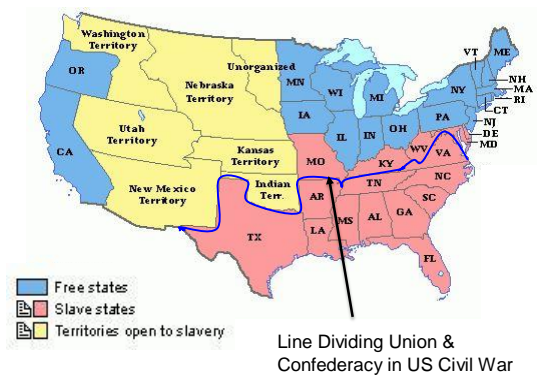 Washington
Territory
OR
Unorganized
MN
Nebraska
Territory
VT
ME
NH
MA
RI
CT
NY
WI
MI
IA
PA
NJ
DE
MD
Utah
Territory
IL
IN
OH
CA
Kansas
Territory
MO
KY
WV
VA
New Mexico
Territory
Indian
Terr.
AR
TN
NC
SC
TX
LA
MS
AL
GA
FL
Free states
Slave states
Territories open to slavery
Line Dividing Union &
Confederacy in US Civil War